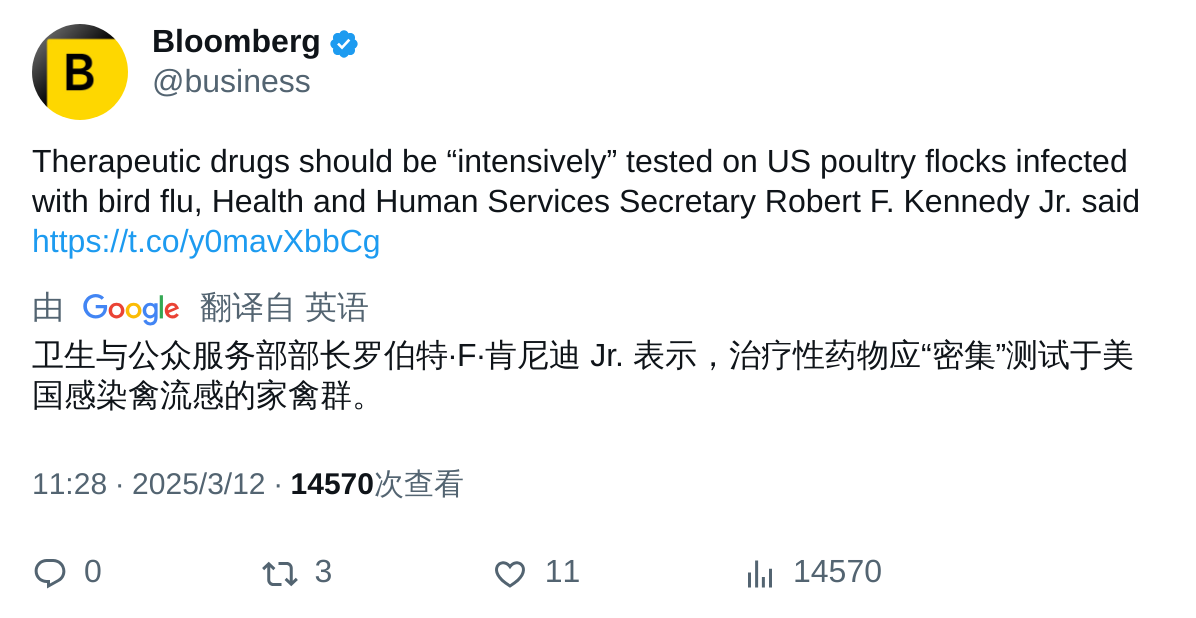 B
Bloomberg
@business
Therapeutic drugs should be “intensively” tested on US poultry flocks infected
with bird flu, Health and Human Services Secretary Robert F. Kennedy Jr. said
https://t.co/y0mavXbbCg
由 Google 翻译自 英语
卫生与公众服务部部长罗伯特·F·肯尼迪 Jr. 表示，治疗性药物应“密集”测试于美
国感染禽流感的家禽群。
11:28 · 2025/3/12 · 14570次查看
0 3 11 14570